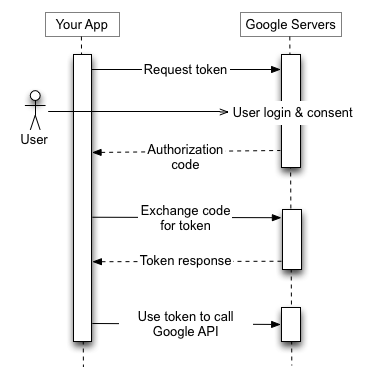 Your App
Google Servers
Request token
User login & consent
User
Authorization
code
Exchange code
for token
Token response
Use token to call
Google API